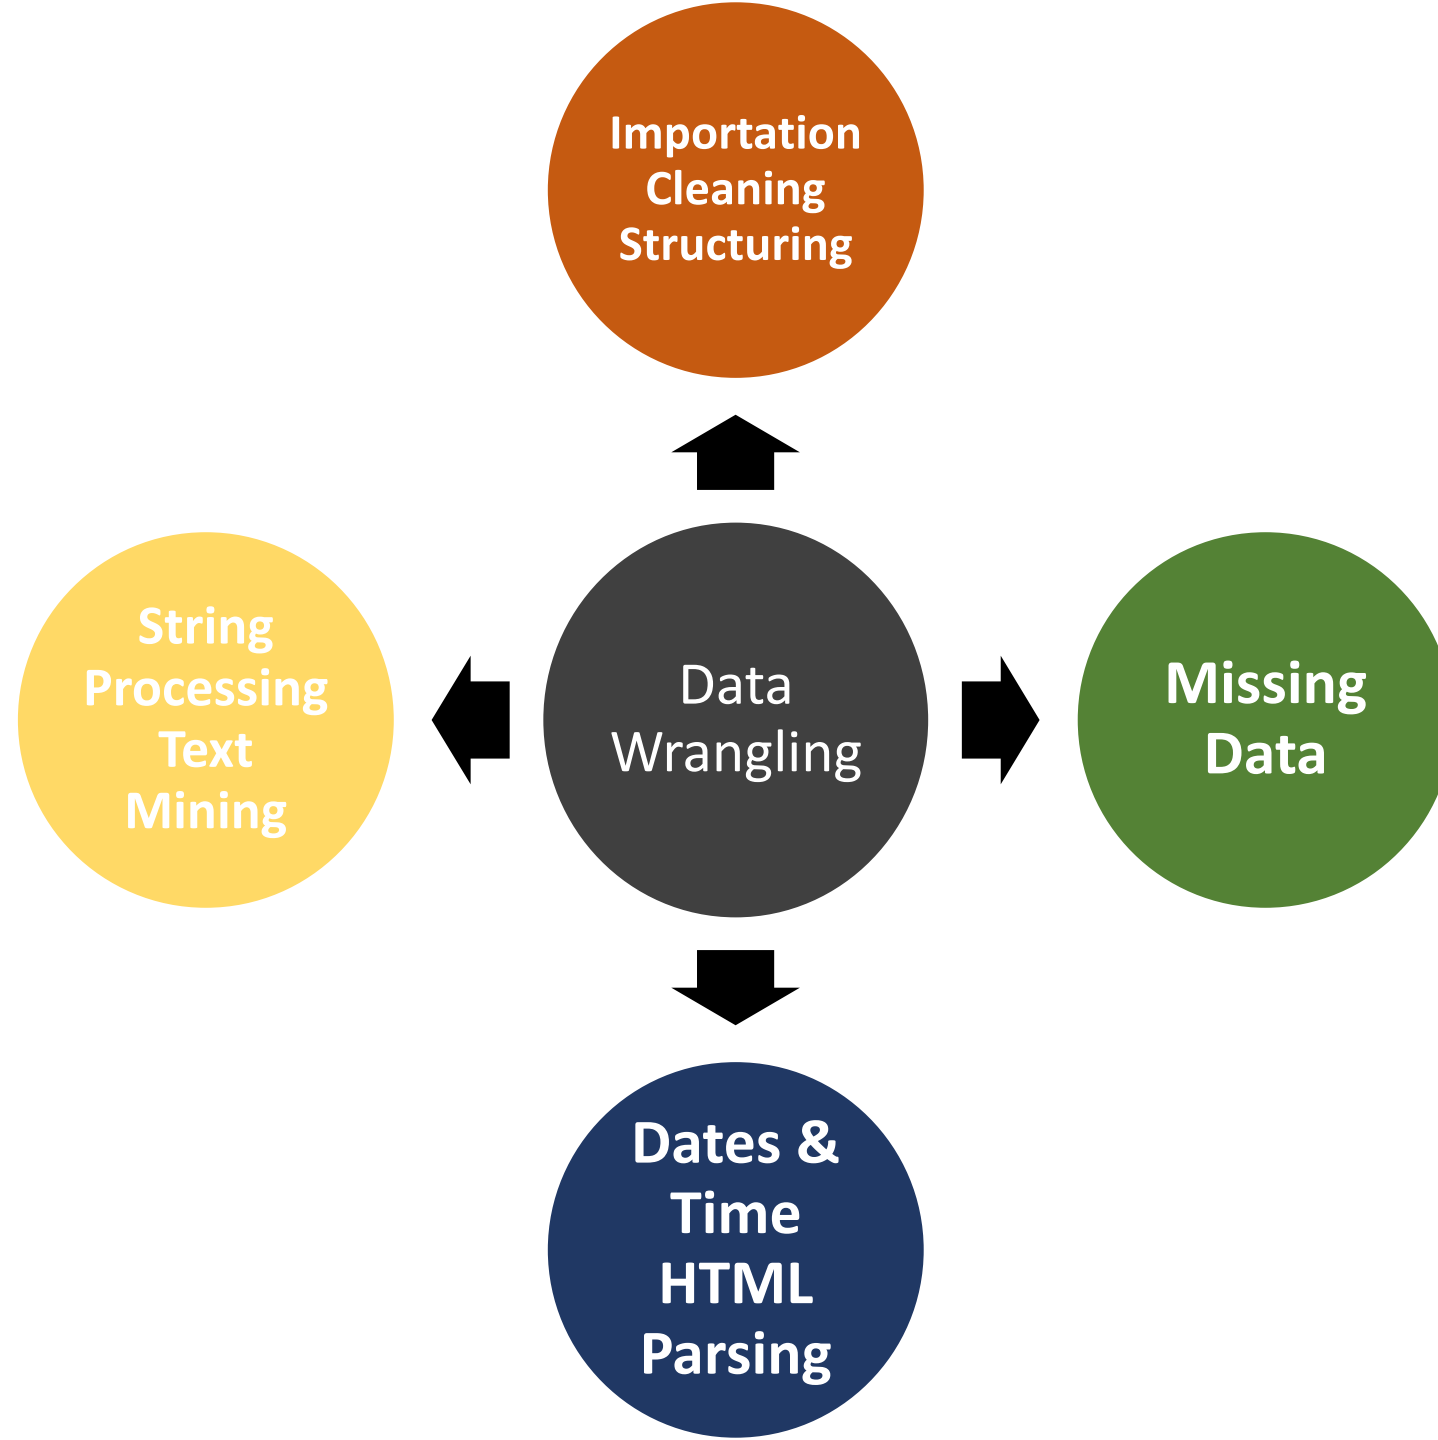 Importation
Cleaning
Structuring
String
Processing
Text
Mining
Data
Wrangling
Missing
Data
Dates &
Time
HTML
Parsing